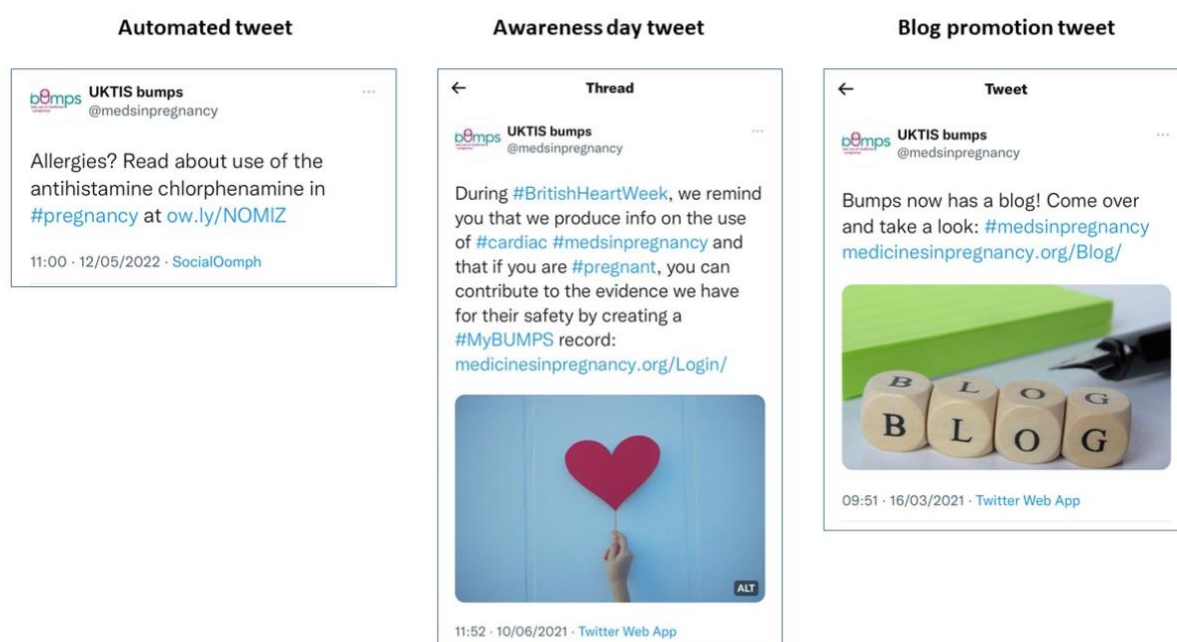 Automated tweet
UKTIS bumps
@medsinpregnancy
Allergies? Read about use of the
antihistamine chlorphenamine in
#pregnancy at ow.ly/NOMIZ
11:00 · 12/05/2022 · SocialOomph
Awareness day tweet
Thread
UKTIS bumps
@medsinpregnancy
During #BritishHeartWeek, we remind
you that we produce info on the use
of #cardiac #medsinpregnancy and
that if you are #pregnant, you can
contribute to the evidence we have
for their safety by creating a
#MyBUMPS record:
medicinesinpregnancy.org/Login/
ALT
11:52 · 10/06/2021 · Twitter Web App
Blog promotion tweet
Tweet
UKTIS bumps
@medsinpregnancy
Bumps now has a blog! Come over
and take a look: #medsinpregnancy
medicinesinpregnancy.org/Blog/
B L O G
B L O G
09:51 · 16/03/2021 · Twitter Web App